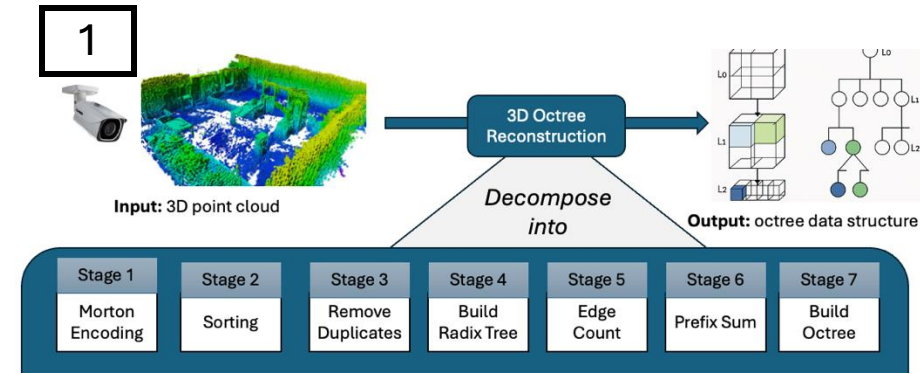 1
3D Octree
Reconstruction
Lo
L1
L2
Lo
L1
L2
Input: 3D point cloud
Decompose
into
Output: octree data structure
Stage 1
Morton
Encoding
Stage 2
Sorting
Stage 3
Remove
Duplicates
Stage 4
Build
Radix Tree
Stage 5
Edge
Count
Stage 6
Prefix Sum
Stage 7
Build
Octree